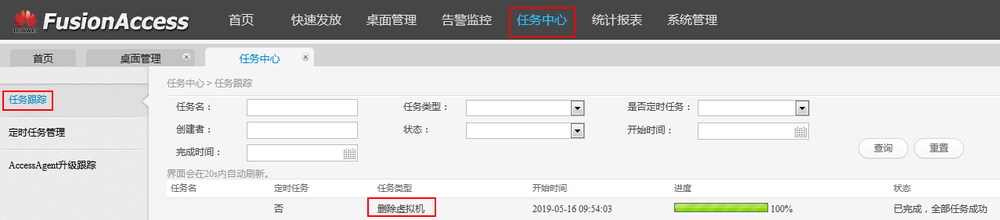 HUAWEI FusionAccess 首页 快速发放 桌面管理 告警监控 任务中心 统计报表 系统管理
首页 桌面管理 任务中心
任务中心 > 任务跟踪
任务跟踪
定时任务管理
AccessAgent升级跟踪
任务名： 任务类型： 是否定时任务：
创建者： 状态： 开始时间：
完成时间： 查询 重置
界面会在20s内自动刷新。
任务名 定时任务 任务类型 开始时间 进度 状态
否 删除虚拟机 2019-05-16 09:54:03 100% 已完成，全部任务成功